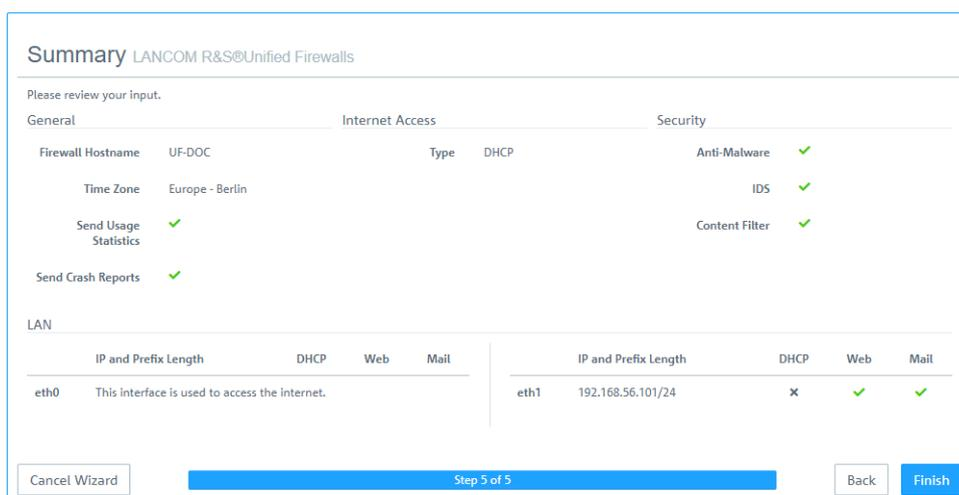 Summary LANCOM R&S®Unified Firewalls
Please review your input.
General
Firewall Hostname UF-DOC
Time Zone Europe - Berlin
Send Usage
Statistics
Send Crash Reports
Internet Access
Type DHCP
Security
Anti-Malware
IDS
Content Filter
LAN
IP and Prefix Length DHCP Web Mail
eth0 This interface is used to access the internet.
IP and Prefix Length DHCP Web Mail
eth1 192.168.56.101/24
Cancel Wizard
Step 5 of 5
Back
Finish